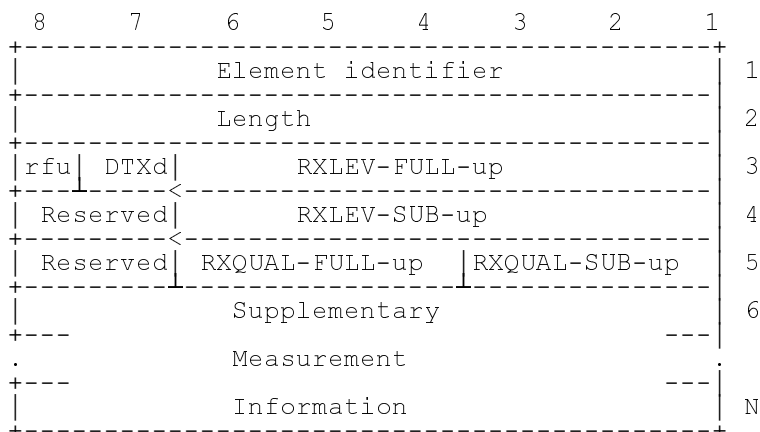 8 7 6 5 4 3 2 1
Element identifier 1
Length 2
rfu DTXd RXLEV-FULL-up 3
Reserved RXLEV-SUB-up 4
Reserved RXQUAL-FULL-up RXQUAL-SUB-up 5
Supplementary 6
Measurement
Information N